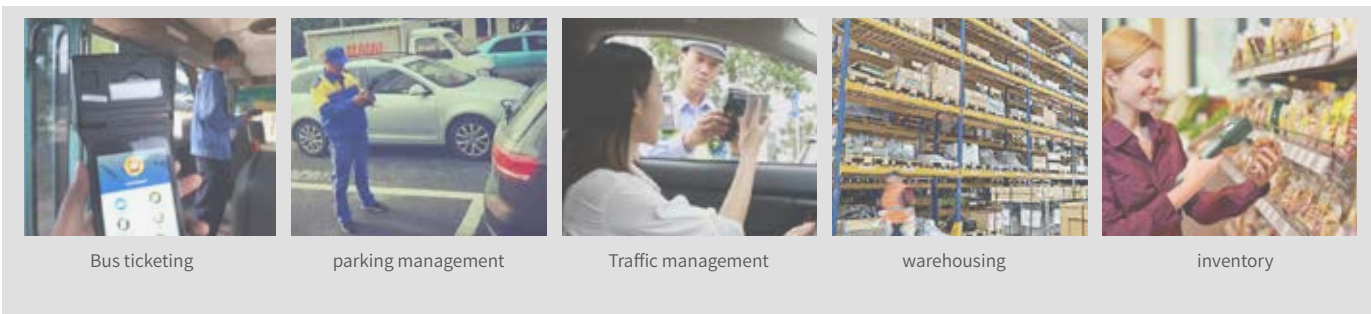 Bus ticketing
parking management
Traffic management
warehousing
inventory